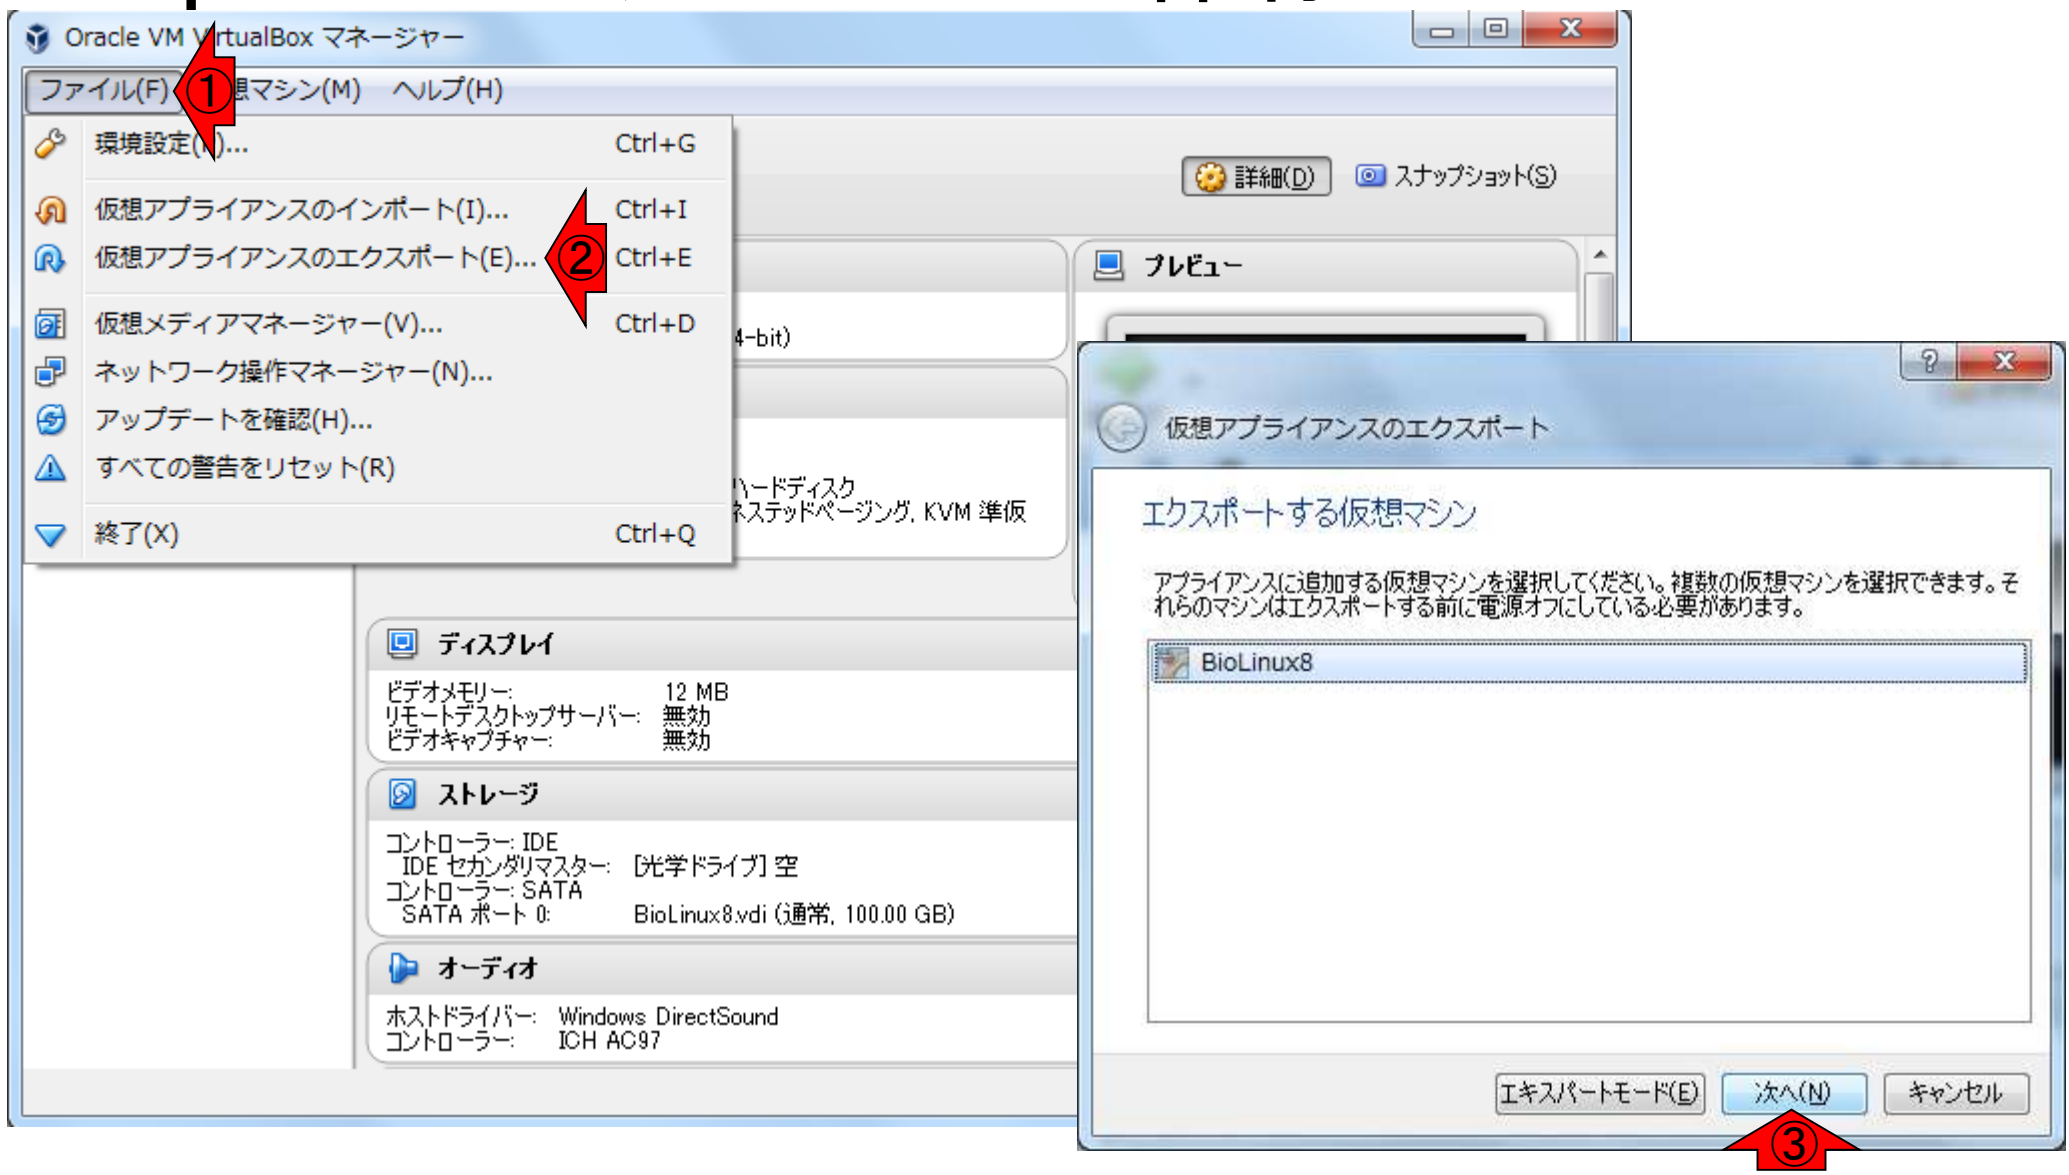 Oracle VM VirtualBox マネージャー
ファイル(F) 想マシン(M) ヘルプ(H)
①
環境設定(P)... Ctrl+G
仮想アプライアンスのインポート(I)... Ctrl+I
仮想アプライアンスのエクスポート(E)... Ctrl+E
②
仮想メディアマネージャー(V)... Ctrl+D
ネットワーク操作マネージャー(N)...
アップデートを確認(H)...
すべての警告をリセット(R)
終了(X) Ctrl+Q
詳細(D) スナップショット(S)
プレビュー
4-bit)
ハードディスク
ネステッドページング, KVM 準仮
ディスプレイ
ビデオメモリー: 12 MB
リモートデスクトップサーバー: 無効
ビデオキャプチャー: 無効
ストレージ
コントローラー: IDE
IDE セカンダリマスター: [光学ドライブ] 空
コントローラー: SATA
SATA ポート 0: BioLinux8.vdi (通常, 100.00 GB)
オーディオ
ホストドライバー: Windows DirectSound
コントローラー: ICH AC97
仮想アプライアンスのエクスポート
エクスポートする仮想マシン
アプライアンスに追加する仮想マシンを選択してください。複数の仮想マシンを選択できます。そ
れらのマシンはエクスポートする前に電源オフにしている必要があります。
BioLinux8
エキスパートモード(E) 次へ(N) キャンセル
③